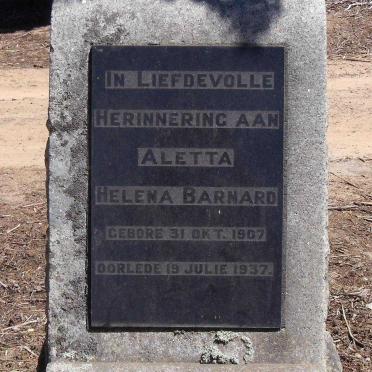 In Liefdevolle
Herinnering aan
Aletta
Helena Barnard
Gebore 31 Okt. 1907
Oorlede 19 Julie 1937.